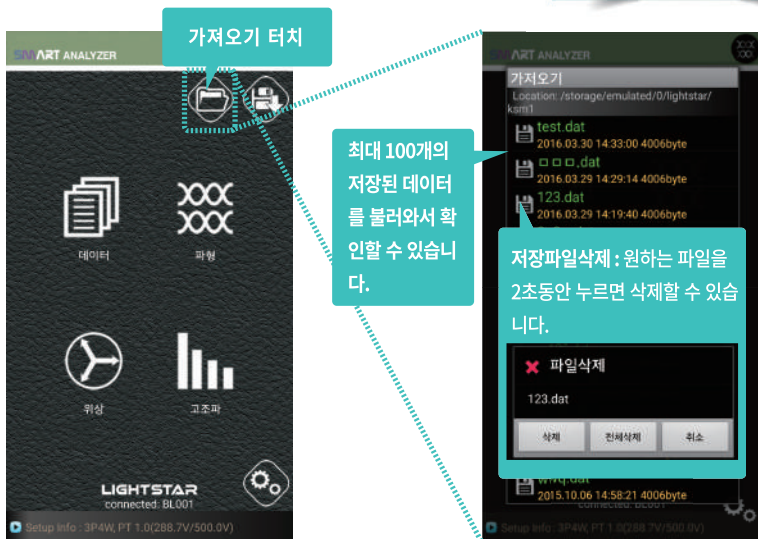 가져오기 터치
SMART ANALYZER
데이터
파형
위상
고조파
LIGHTSTAR
connected: BL001
Setup Info : 3P4W, PT 1.0(288.7V/500.0V)
최대 100개의
저장된 데이터
를 불러와서 확
인할 수 있습니
다.
SMART ANALYZER
가져오기
Location: /storage/emulated/0/lightstar/
ksm1
test.dat
2016.03.30 14:33:00 4006byte
ㅁㅁㅁ.dat
2016.03.29 14:29:14 4006byte
123.dat
2016.03.29 14:19:40 4006byte
저장파일삭제 : 원하는 파일을
2초동안 누르면 삭제할 수 있습
니다.
파일삭제
123.dat
삭제
전체삭제
취소
2015.10.06 14:58:21 4006byte
connected: BL001
Setup Info : 3P4W, PT 1.0(288.7V/500.0V)